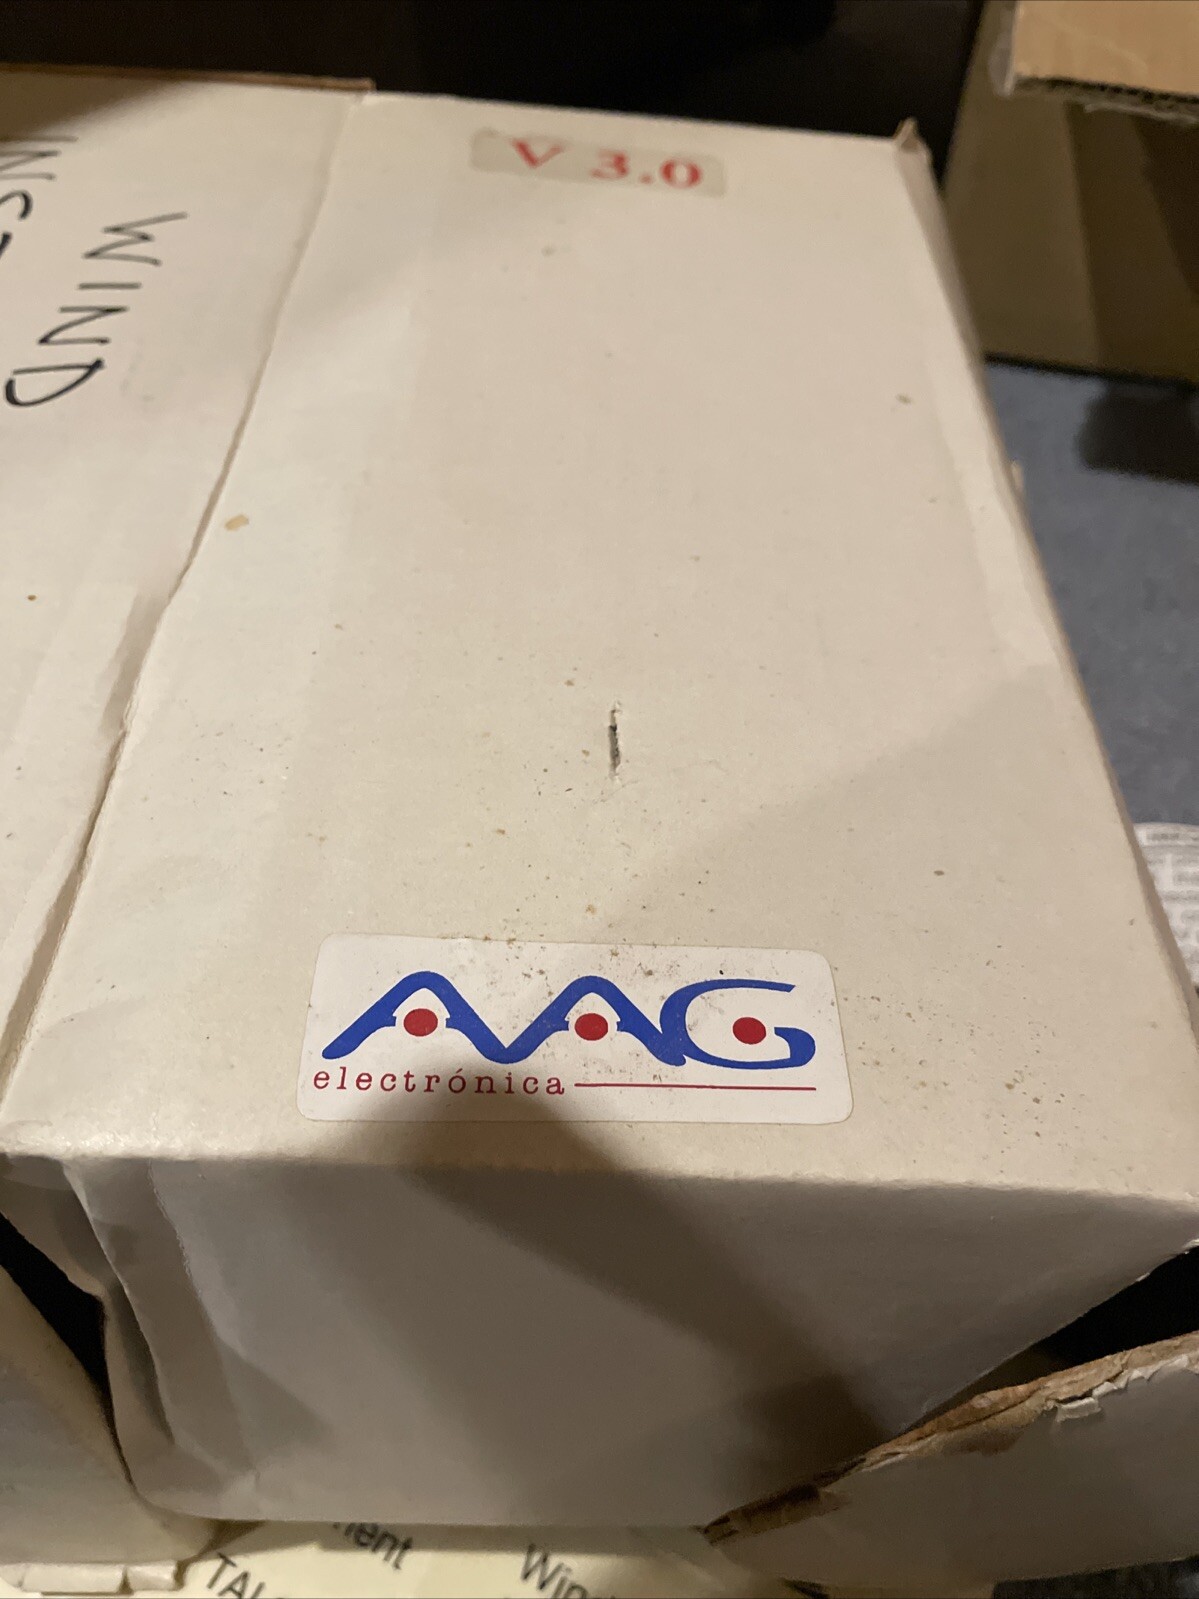 V 3.0
WIND
AAG
electrónica